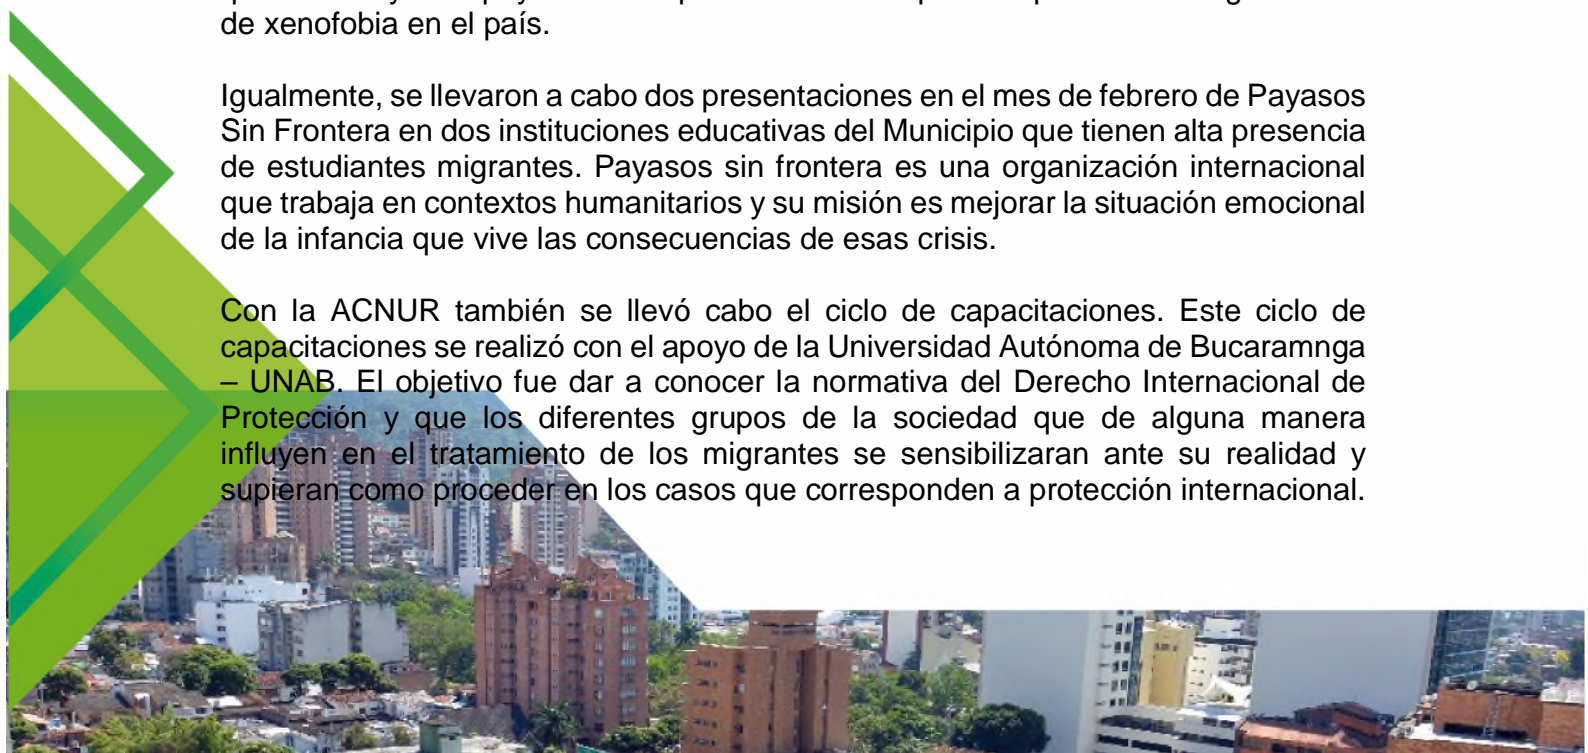 de xenofobia en el país.
Igualmente, se llevaron a cabo dos presentaciones en el mes de febrero de Payasos
Sin Frontera en dos instituciones educativas del Municipio que tienen alta presencia
de estudiantes migrantes. Payasos sin frontera es una organización internacional
que trabaja en contextos humanitarios y su misión es mejorar la situación emocional
de la infancia que vive las consecuencias de esas crisis.
Con la ACNUR también se llevó cabo el ciclo de capacitaciones. Este ciclo de
capacitaciones se realizó con el apoyo de la Universidad Autónoma de Bucaramnga
– UNAB. El objetivo fue dar a conocer la normativa del Derecho Internacional de
Protección y que los diferentes grupos de la sociedad que de alguna manera
influyen en el tratamiento de los migrantes se sensibilizaran ante su realidad y
supieran como proceder en los casos que corresponden a protección internacional.